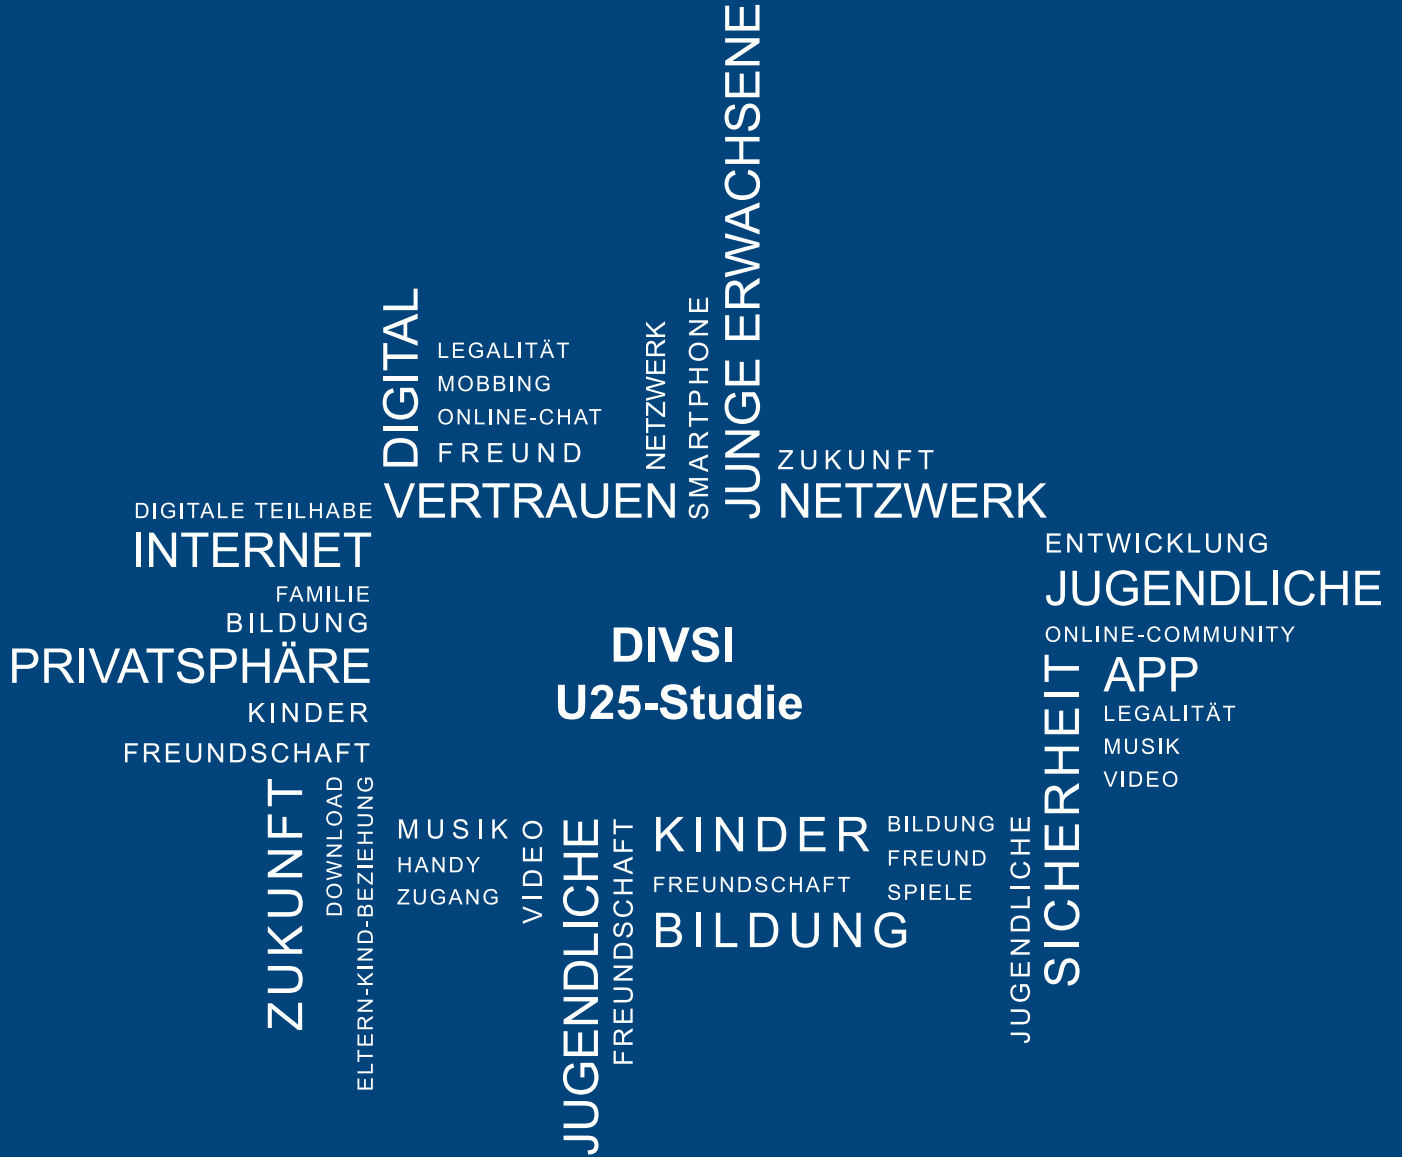 JUNGE ERWACHSENE
DIGITAL
LEGALITÄT
MOBBING
ONLINE-CHAT
FREUND
NETZWERK
SMARTPHONE
ZUKUNFT
VERTRAUEN
NETZWERK
DIGITALE TEILHABE
INTERNET
FAMILIE
BILDUNG
PRIVATSPHÄRE
KINDER
FREUNDSCHAFT
DIVSI
U25-Studie
ENTWICKLUNG
JUGENDLICHE
ONLINE-COMMUNITY
APP
LEGALITÄT
MUSIK
VIDEO
SICHERHEIT
ZUKUNFT
DOWNLOAD
ELTERN-KIND-BEZIEHUNG
MUSIK
HANDY
ZUGANG
VIDEO
JUGENDLICHE
FREUNDSCHAFT
KINDER
FREUNDSCHAFT
BILDUNG
BILDUNG
FREUND
SPIELE
JUGENDLICHE